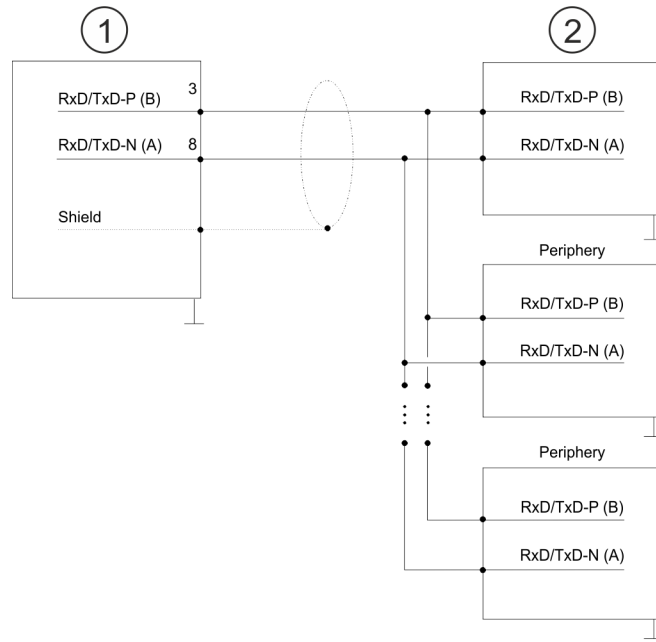 1
2
RxD/TxD-P (B)
3
RxD/TxD-N (A)
8
Shield
RxD/TxD-P (B)
RxD/TxD-N (A)
Periphery
RxD/TxD-P (B)
RxD/TxD-N (A)
Periphery
RxD/TxD-P (B)
RxD/TxD-N (A)